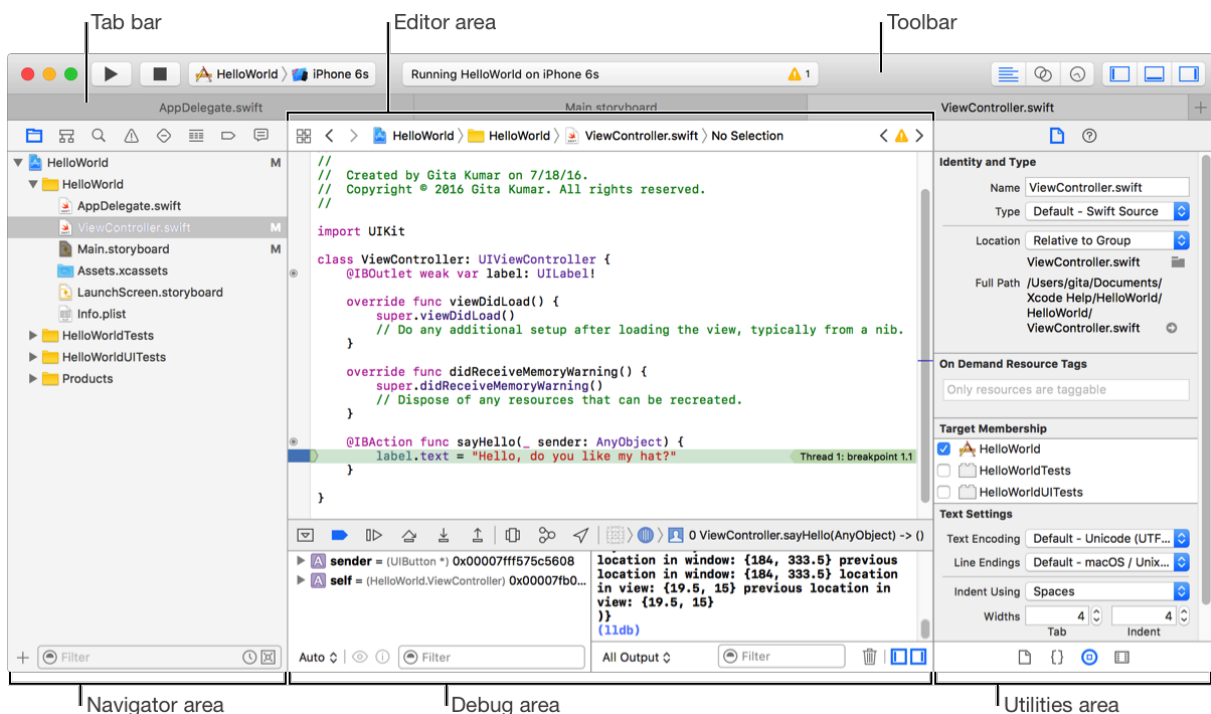 Tab bar
Editor area
Toolbar
HelloWorld
iPhone 6s
Running HelloWorld on iPhone 6s
1
AppDelegate.swift
Main.storyboard
ViewController.swift
HelloWorld
HelloWorld
ViewController.swift
No Selection
HelloWorld M
HelloWorld
AppDelegate.swift
ViewController.swift M
Main.storyboard M
Assets.xcassets
LaunchScreen.storyboard
Info.plist
HelloWorldTests
HelloWorldUITests
Products
Filter
//
// Created by Gita Kumar on 7/18/16.
// Copyright © 2016 Gita Kumar. All rights reserved.
//
import UIKit
class ViewController: UIViewController {
@IBOutlet weak var label: UILabel!
override func viewDidLoad() {
super.viewDidLoad()
// Do any additional setup after loading the view, typically from a nib.
}
override func didReceiveMemoryWarning() {
super.didReceiveMemoryWarning()
// Dispose of any resources that can be recreated.
}
@IBAction func sayHello(_ sender: AnyObject) {
label.text = "Hello, do you like my hat?" Thread 1: breakpoint 1.1
}
}
0 ViewController.sayHello(AnyObject) -> ()
A sender = (UIButton *) 0x00007fff575c5608
A self = (HelloWorld.ViewController) 0x00007fb0...
Auto
Filter
location in window: {184, 333.5} previous
location in window: {184, 333.5} location
in view: {19.5, 15} previous location in
view: {19.5, 15}
)}
(lldb)
All Output
Filter
Identity and Type
Name ViewController.swift
Type Default - Swift Source
Location Relative to Group
ViewController.swift
Full Path /Users/gita/Documents/
Xcode Help/HelloWorld/
HelloWorld/
ViewController.swift
On Demand Resource Tags
Only resources are taggable
Target Membership
HelloWorld
HelloWorldTests
HelloWorldUITests
Text Settings
Text Encoding Default - Unicode (UTF...
Line Endings Default - macOS / Unix...
Indent Using Spaces
Widths 4 4
Tab Indent
Navigator area
Debug area
Utilities area